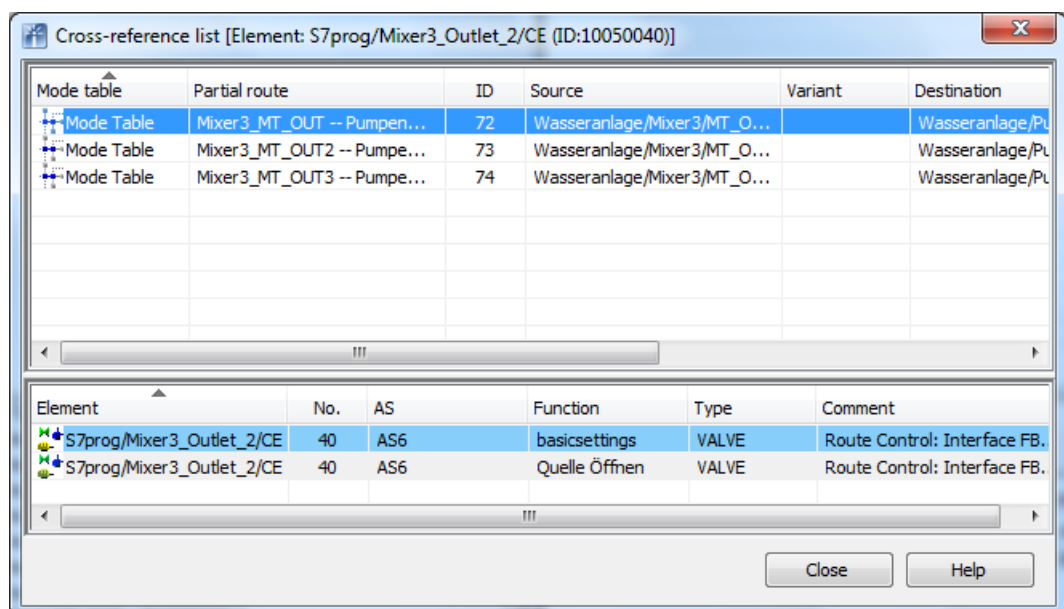 Cross-reference list [Element: S7prog/Mixer3_Outlet_2/CE (ID:10050040)]
Mode table Partial route ID Source Variant Destination
Mode Table Mixer3_MT_OUT -- Pumpen... 72 Wasseranlage/Mixer3/MT_O... Wasseranlage/Pu
Mode Table Mixer3_MT_OUT2 -- Pumpe... 73 Wasseranlage/Mixer3/MT_O... Wasseranlage/Pu
Mode Table Mixer3_MT_OUT3 -- Pumpe... 74 Wasseranlage/Mixer3/MT_O... Wasseranlage/Pu
Element No. AS Function Type Comment
S7prog/Mixer3_Outlet_2/CE 40 AS6 basicsettings VALVE Route Control: Interface FB..
S7prog/Mixer3_Outlet_2/CE 40 AS6 Quelle Öffnen VALVE Route Control: Interface FB..
Close Help